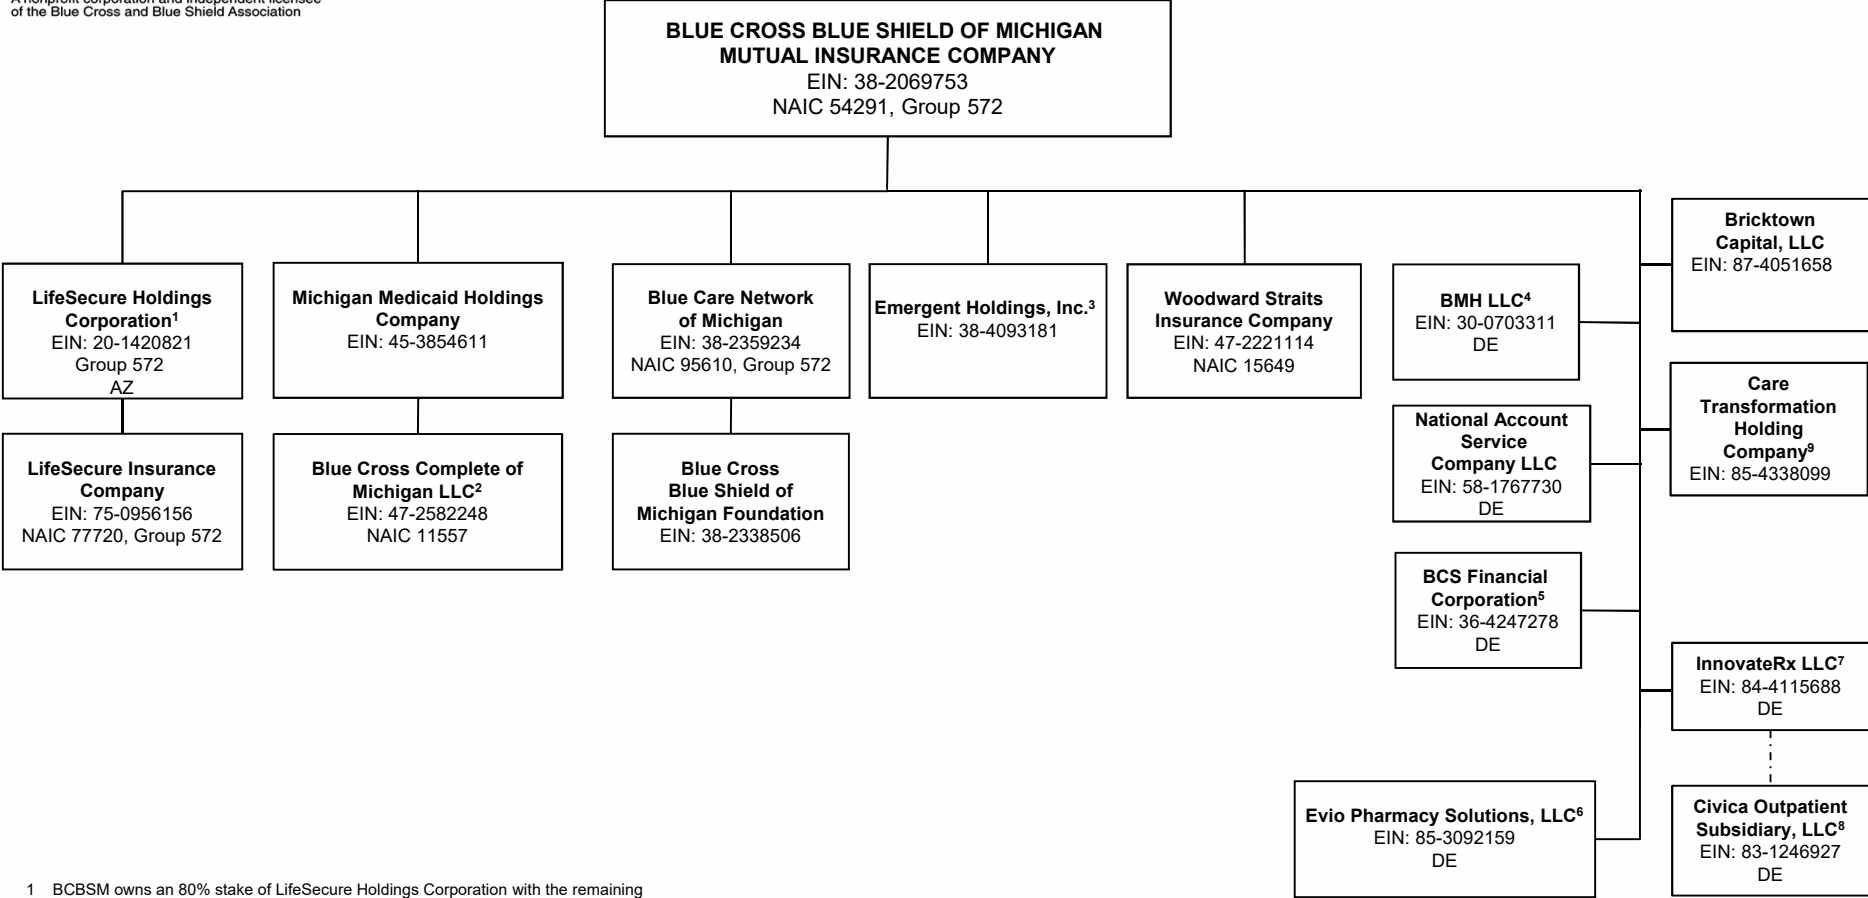 A nonprofit corporation and independent licensee
of the Blue Cross and Blue Shield Association
BLUE CROSS BLUE SHIELD OF MICHIGAN
MUTUAL INSURANCE COMPANY
EIN: 38-2069753
NAIC 54291, Group 572
LifeSecure Holdings
Corporation¹
EIN: 20-1420821
Group 572
AZ
Michigan Medicaid Holdings
Company
EIN: 45-3854611
Blue Care Network
of Michigan
EIN: 38-2359234
NAIC 95610, Group 572
Emergent Holdings, Inc.³
EIN: 38-4093181
Woodward Straits
Insurance Company
EIN: 47-2221114
NAIC 15649
BMH LLC⁴
EIN: 30-0703311
DE
Bricktown
Capital, LLC
EIN: 87-4051658
Care
Transformation
Holding
Company⁹
EIN: 85-4338099
National Account
Service
Company LLC
EIN: 58-1767730
DE
LifeSecure Insurance
Company
EIN: 75-0956156
NAIC 77720, Group 572
Blue Cross Complete of
Michigan LLC²
EIN: 47-2582248
NAIC 11557
Blue Cross
Blue Shield of
Michigan Foundation
EIN: 38-2338506
BCS Financial
Corporation⁵
EIN: 36-4247278
DE
InnovateRx LLC⁷
EIN: 84-4115688
DE
Evio Pharmacy Solutions, LLC⁶
EIN: 85-3092159
DE
Civica Outpatient
Subsidiary, LLC⁸
EIN: 83-1246927
DE
1 BCBSM owns an 80% stake of LifeSecure Holdings Corporation with the remaining